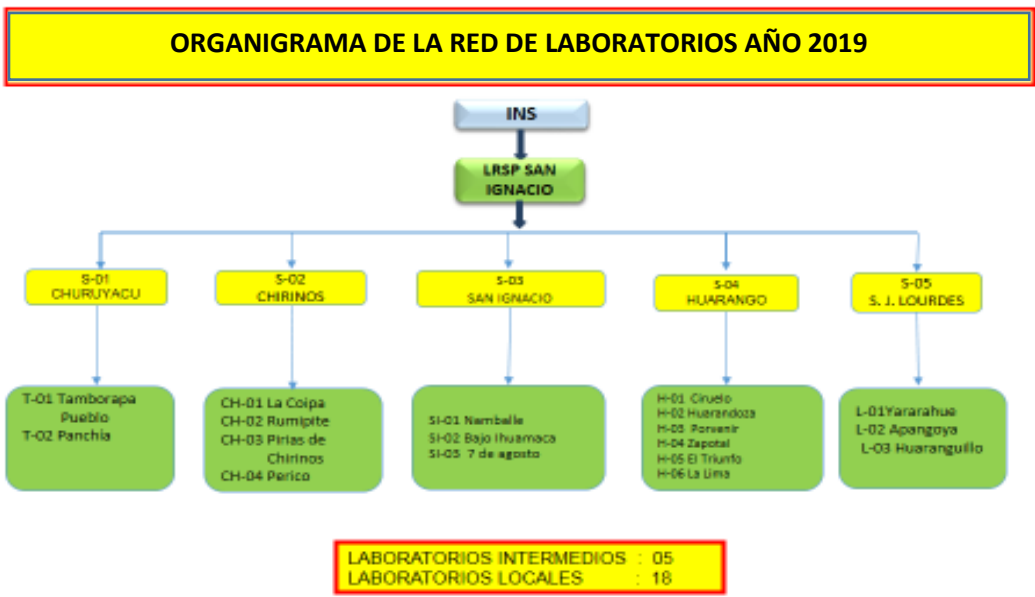 ORGANIGRAMA DE LA RED DE LABORATORIOS AÑO 2019
INS
LRSP SAN
IGNACIO
S-01
CHURUYACU
S-02
CHIRINOS
S-03
SAN IGNACIO
S-04
HUARANGO
S-05
S. J. LOURDES
T-01 Tamborapa
Pueblo
T-02 Panchia
CH-01 La Coipa
CH-02 Rumipite
CH-03 Pirias de
Chirinos
CH-04 Perico
SI-01 Namballe
SI-02 Bajo Ihuamaca
SI-03 7 de agosto
H-01 Ciruelo
H-02 Huarandoza
H-03 Porvenir
H-04 Zapotal
H-05 El Triunfo
H-06 La Lima
L-01Yararahue
L-02 Apangoya
L-03 Huaranguillo
LABORATORIOS INTERMEDIOS : 05
LABORATORIOS LOCALES : 18